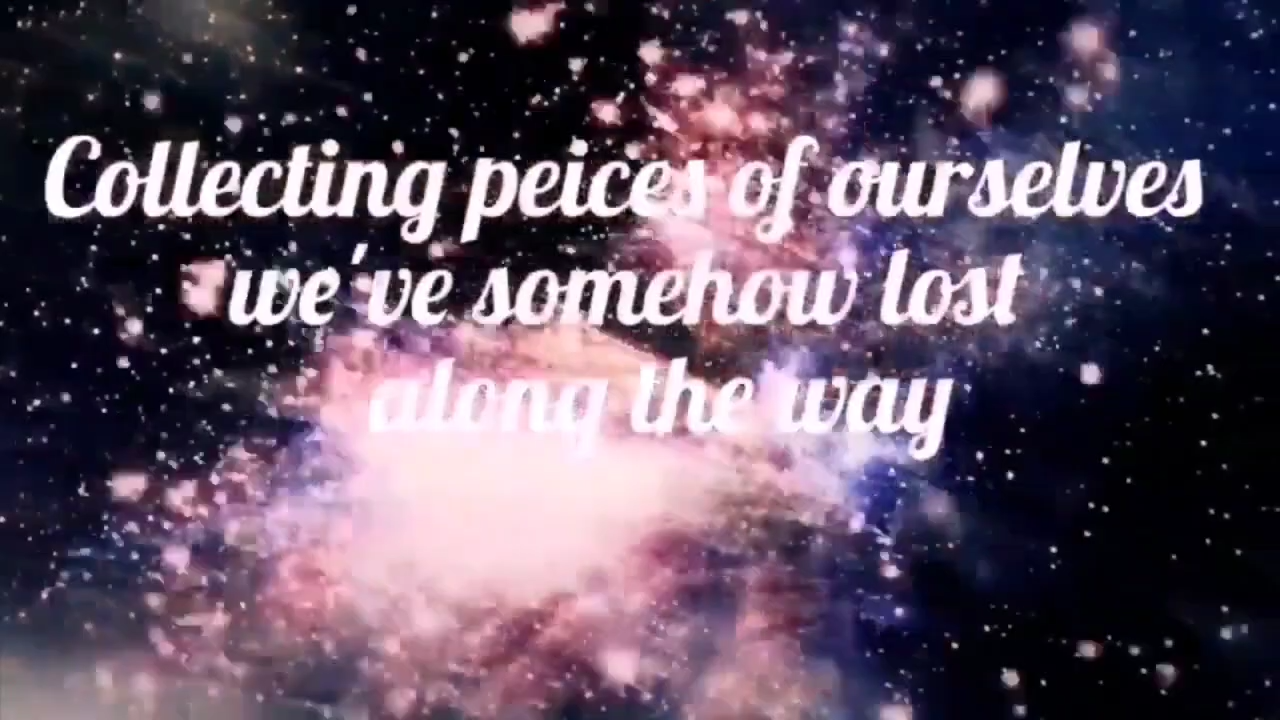 Collecting peices of ourselves
we've somehow lost
along the way